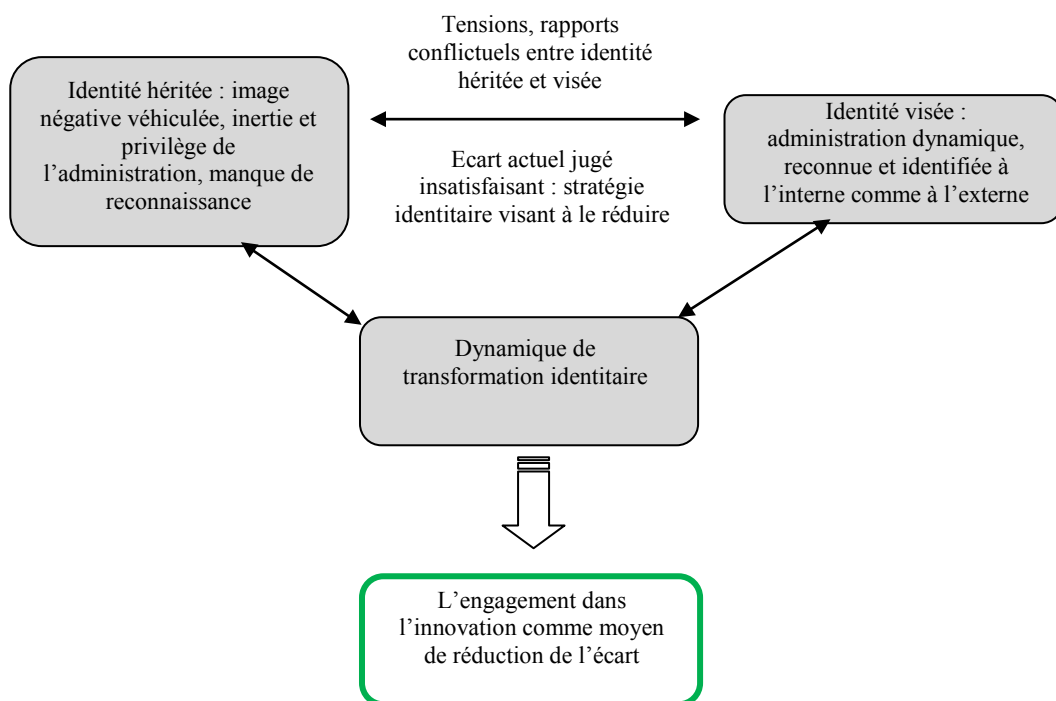 Tensions, rapports
conflictuels entre identité
héritée et visée
Identité héritée : image
négative véhiculée, inertie et
privilège de
l’administration, manque de
reconnaissance
Ecart actuel jugé
insatisfaisant : stratégie
identitaire visant à le réduire
Identité visée :
administration dynamique,
reconnue et identifiée à
l’interne comme à l’externe
Dynamique de
transformation identitaire
L’engagement dans
l’innovation comme moyen
de réduction de l’écart